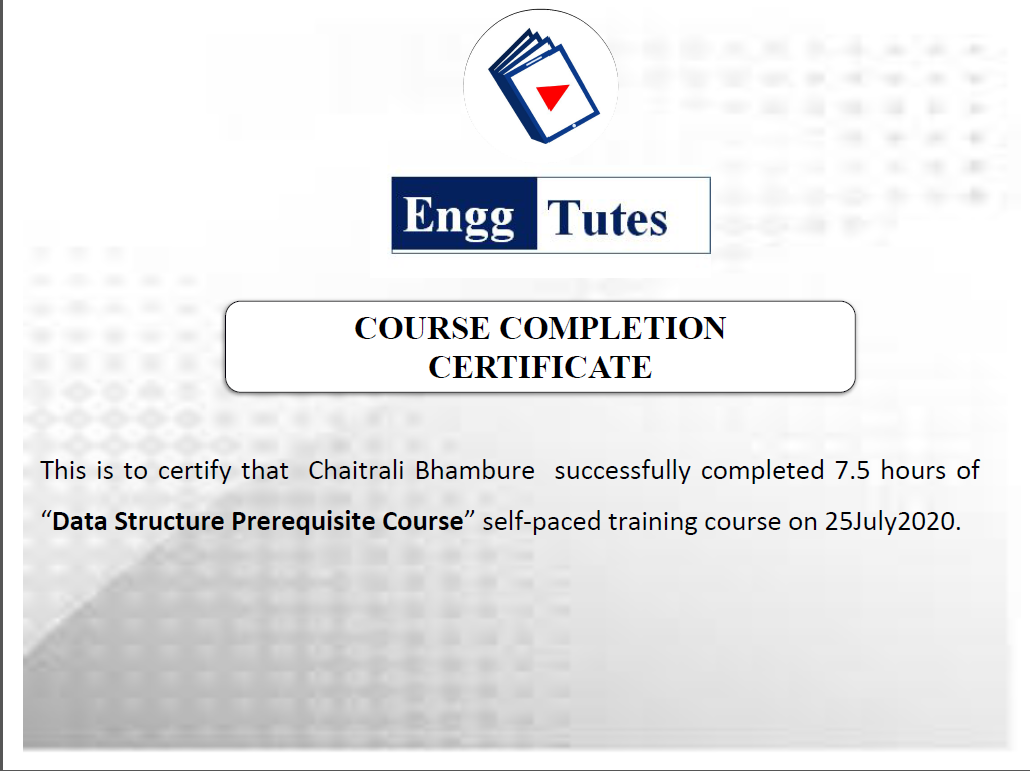 Engg Tutes
COURSE COMPLETION
CERTIFICATE
This is to certify that Chaitrali Bhambure successfully completed 7.5 hours of
“Data Structure Prerequisite Course” self-paced training course on 25July2020.